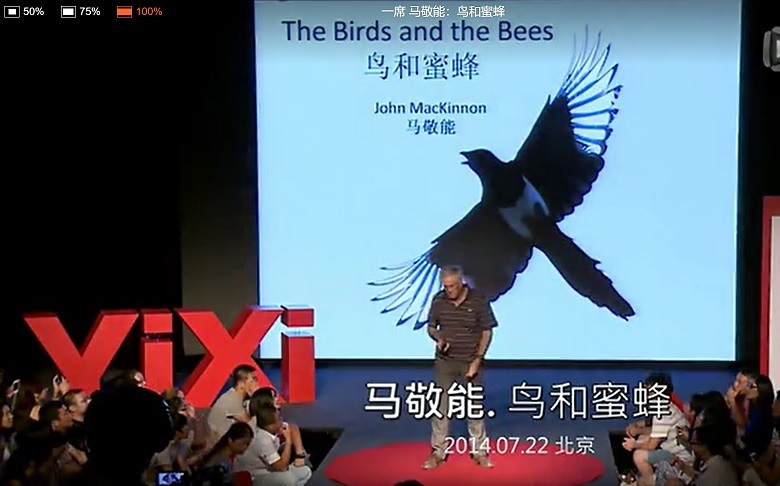 50% 75% 100%
一席 马敬能：鸟和蜜蜂
The Birds and the Bees
鸟和蜜蜂
John MacKinnon
马敬能
YiXi
马敬能. 鸟和蜜蜂
2014.07.22 北京